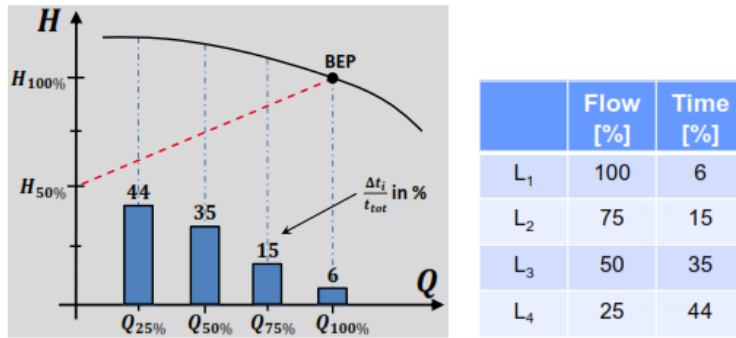 H
BEP
H100%
H50%
44
35
15
6
Δti/ttot in %
Q
Q25% Q50% Q75% Q100%
Flow [%] Time [%]
L1 100 6
L2 75 15
L3 50 35
L4 25 44